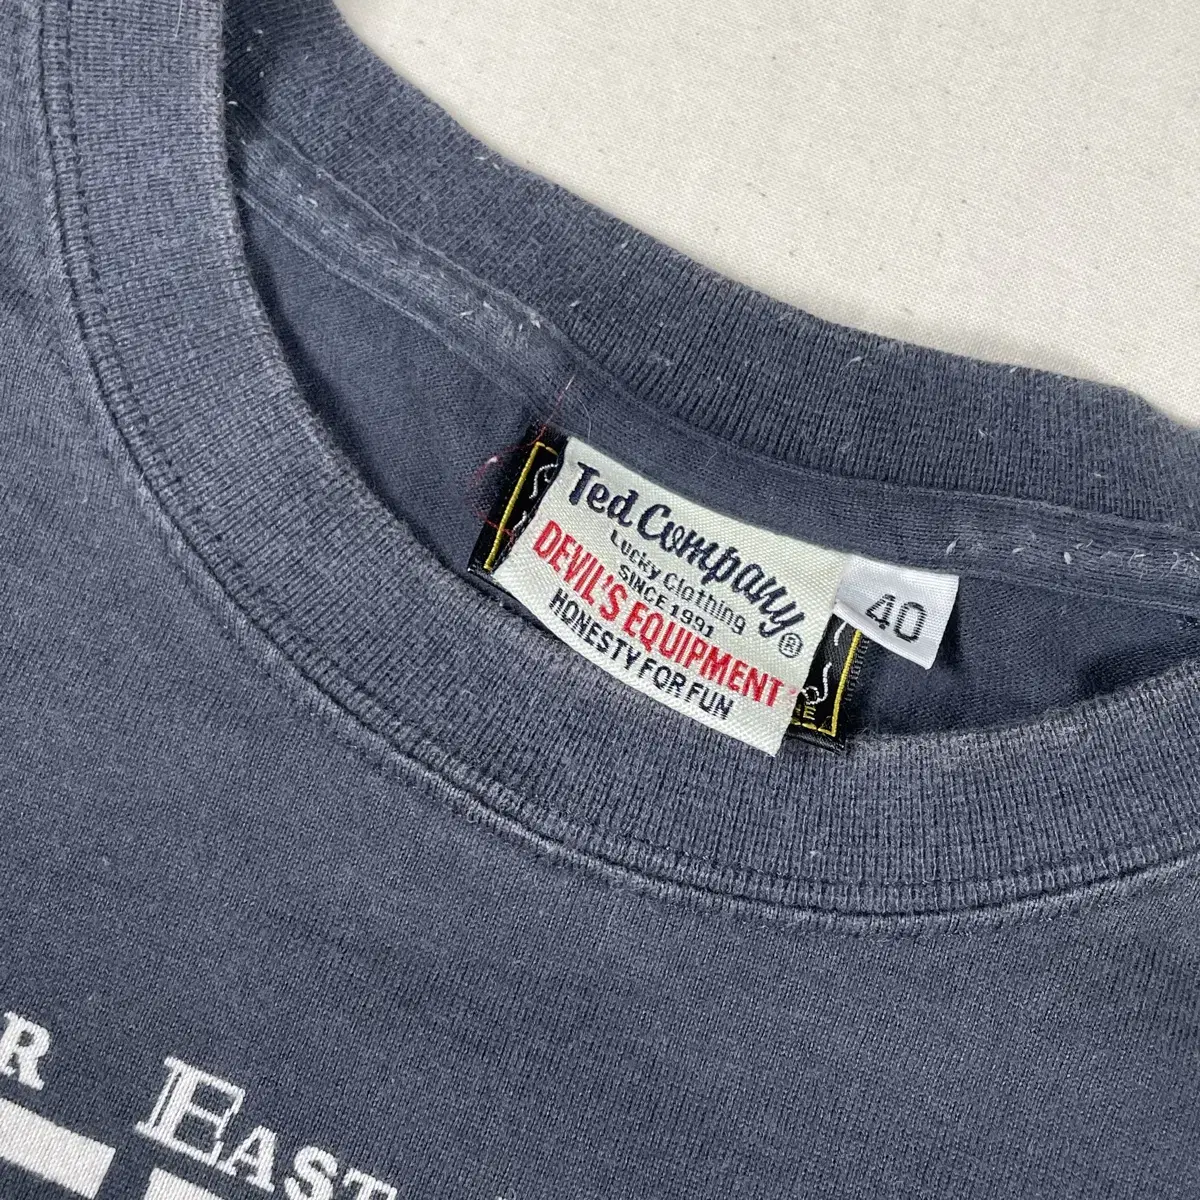 Ted Company®
Lucky Clothing
SINCE 1991
DEVIL'S EQUIPMENT
HONESTY FOR FUN
40
R EAST